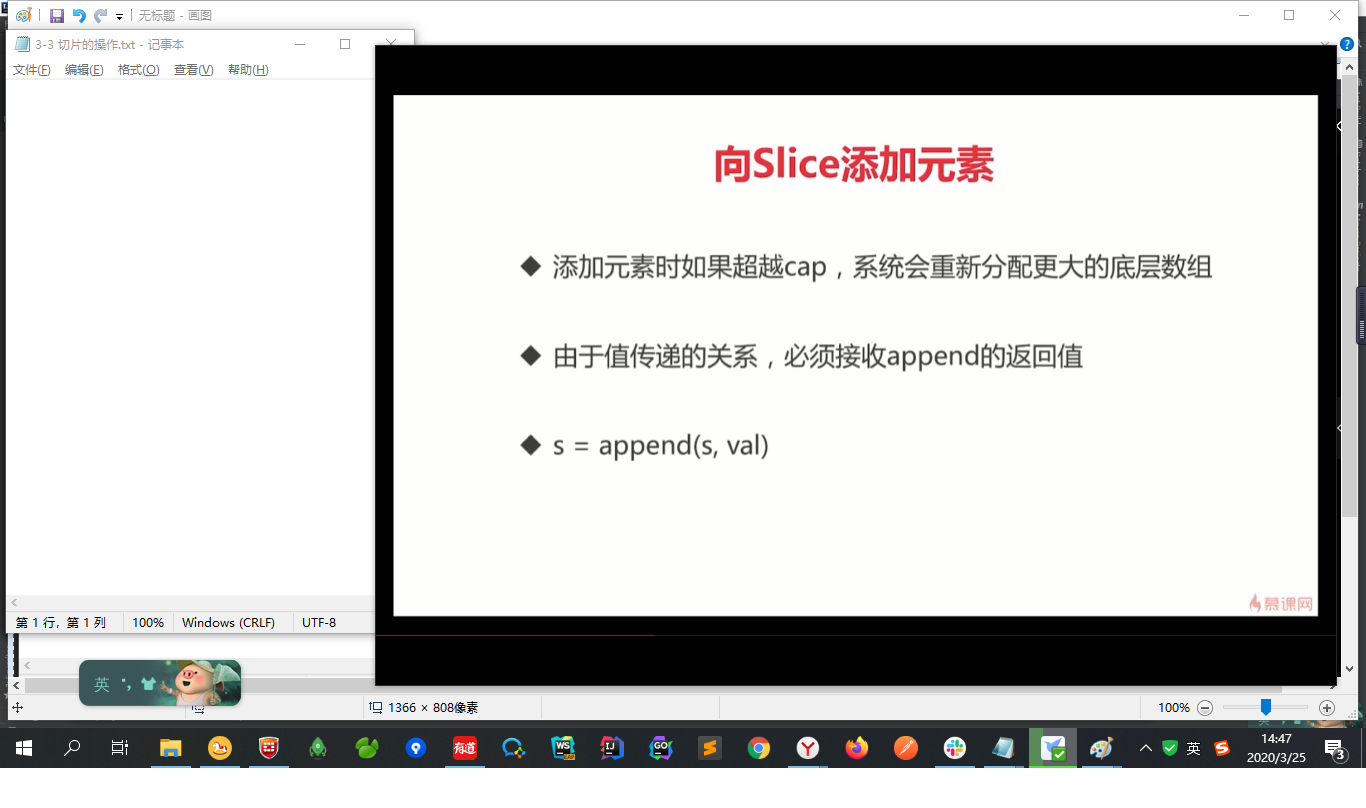 无标题 - 画图
3-3 切片的操作.txt - 记事本
文件(F) 编辑(E) 格式(O) 查看(V) 帮助(H)
向Slice添加元素
◆ 添加元素时如果超越cap，系统会重新分配更大的底层数组
◆ 由于值传递的关系，必须接收append的返回值
◆ s = append(s, val)
慕课网
第 1 行，第 1 列 100% Windows (CRLF) UTF-8
英
1366 × 808像素 100%
有道 WS EAP IJ GO 英
14:47
2020/3/25
3